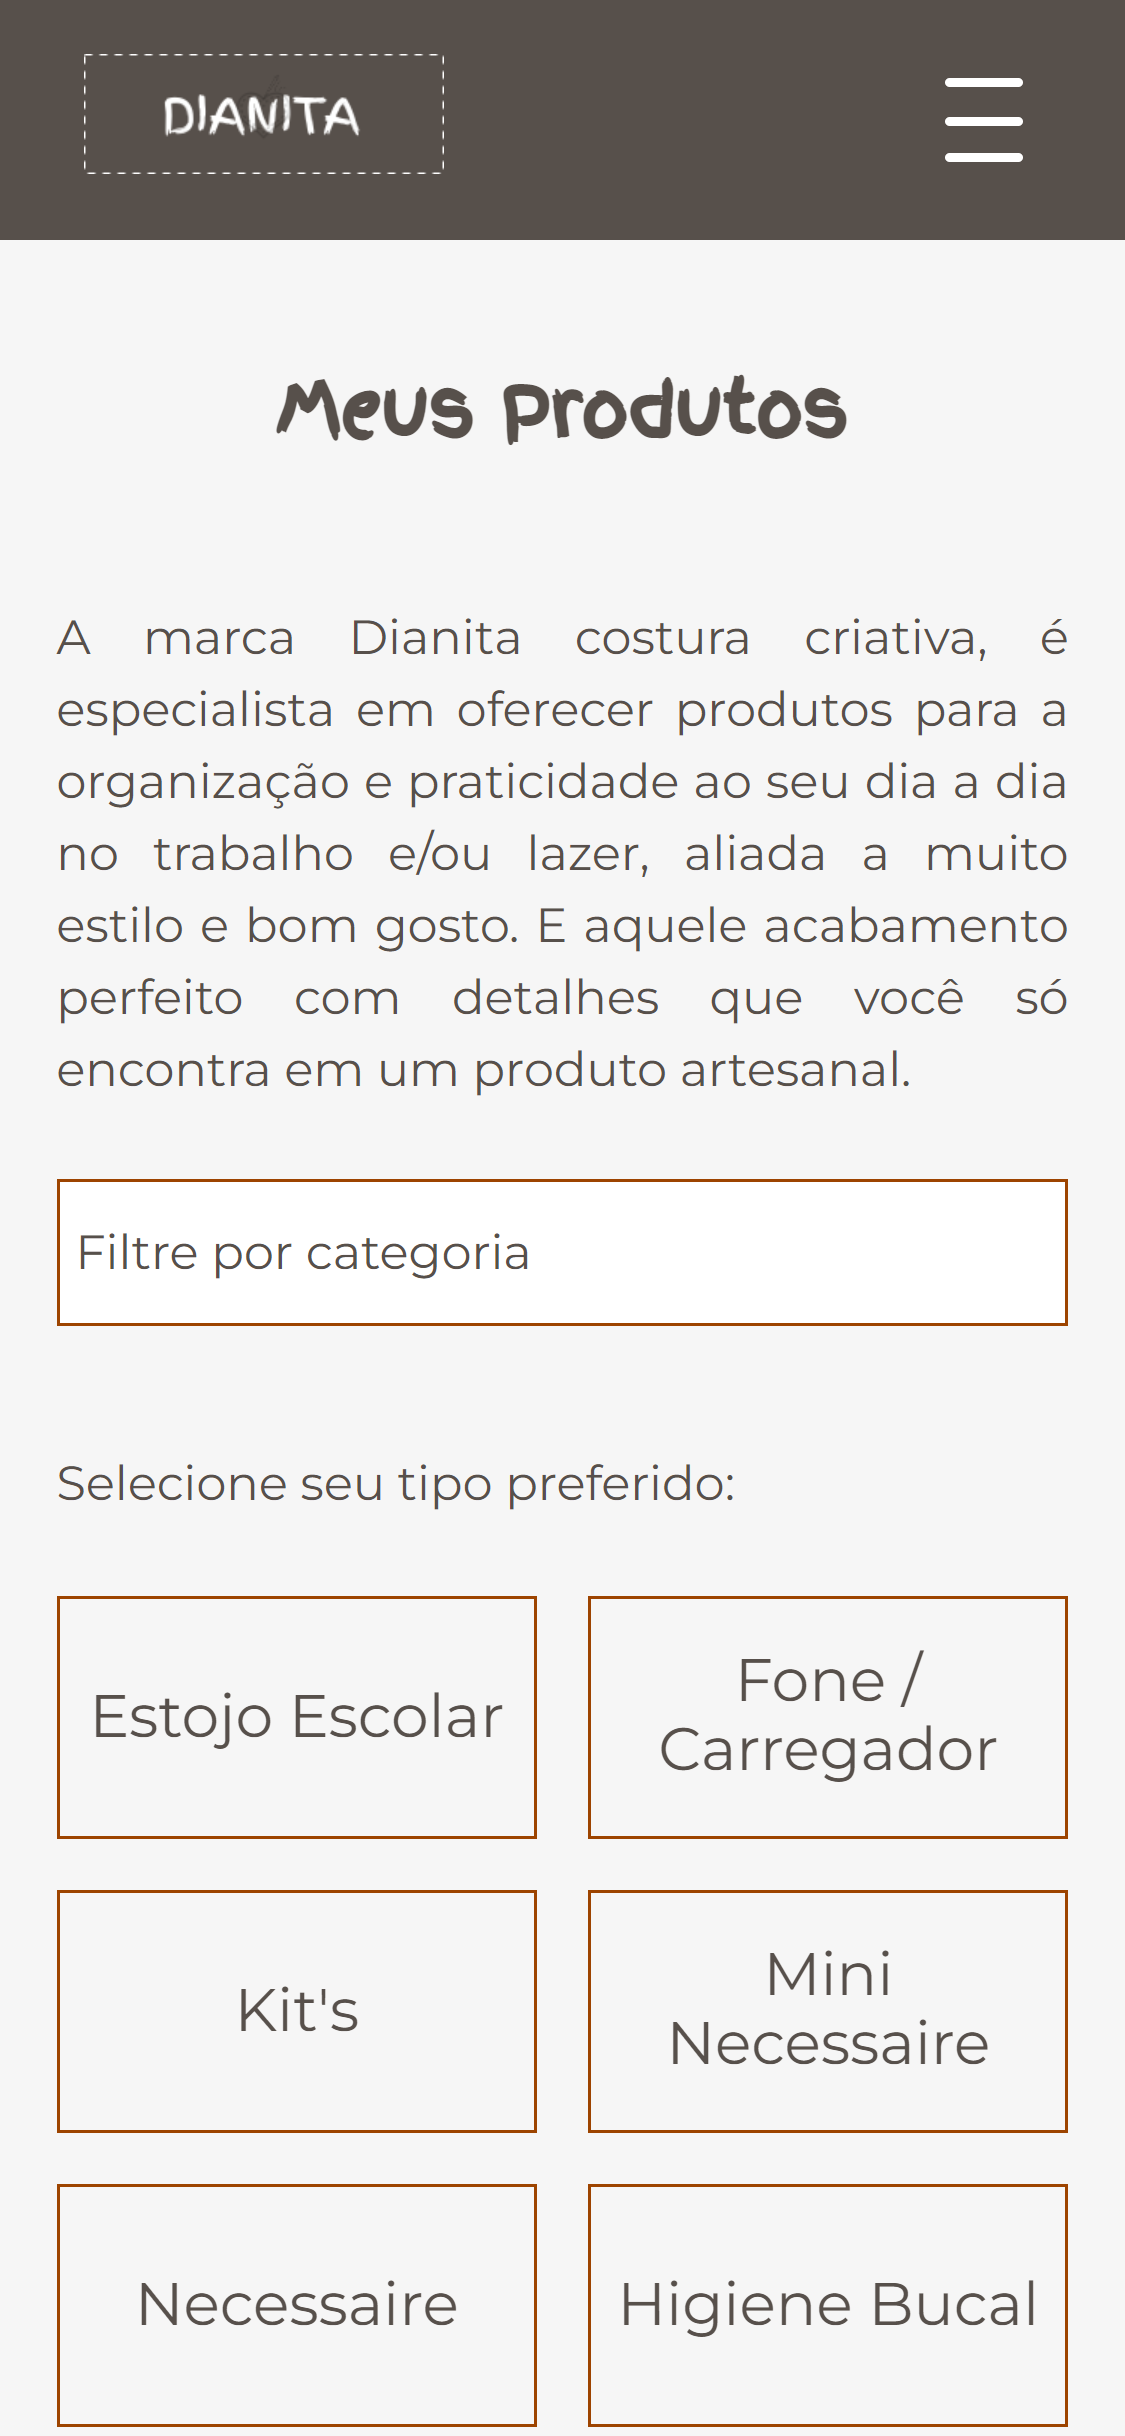 DIANITA
Meus Produtos
A marca Dianita costura criativa, é
especialista em oferecer produtos para a
organização e praticidade ao seu dia a dia
no trabalho e/ou lazer, aliada a muito
estilo e bom gosto. E aquele acabamento
perfeito com detalhes que você só
encontra em um produto artesanal.
Filtre por categoria
Selecione seu tipo preferido:
Estojo Escolar
Fone /
Carregador
Kit's
Mini
Necessaire
Necessaire
Higiene Bucal